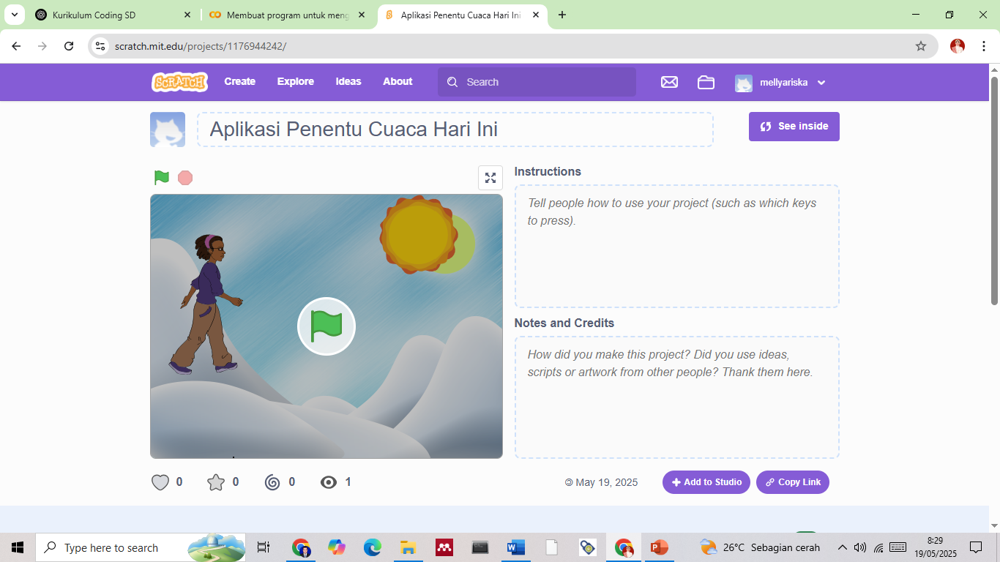 Kurikulum Coding SD
Membuat program untuk meng
Aplikasi Penentu Cuaca Hari Ini
scratch.mit.edu/projects/1176944242/
SCRATCH
Create
Explore
Ideas
About
Search
mellyariska
Aplikasi Penentu Cuaca Hari Ini
See inside
Instructions
Tell people how to use your project (such as which keys
to press).
Notes and Credits
How did you make this project? Did you use ideas,
scripts or artwork from other people? Thank them here.
0
0
0
1
© May 19, 2025
Add to Studio
Copy Link
Type here to search
26°C Sebagian cerah
8:29
19/05/2025